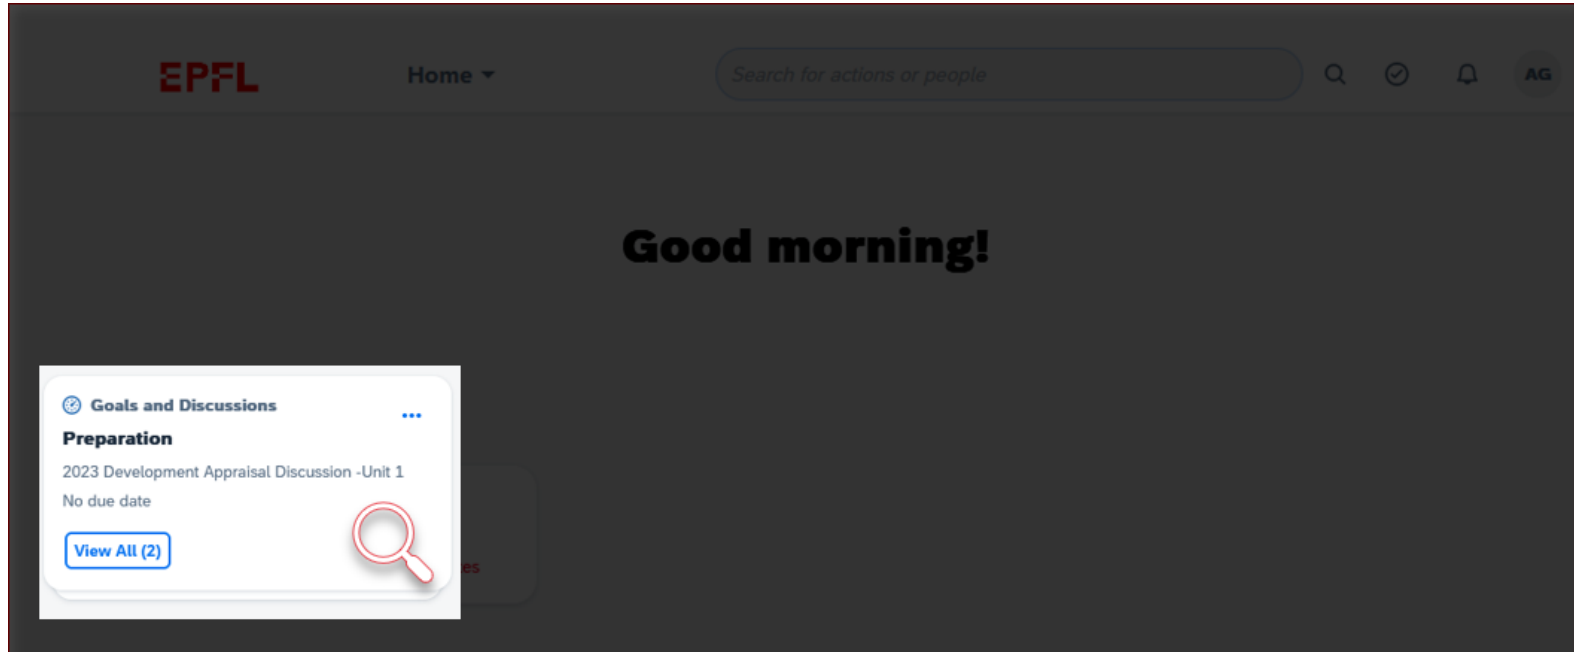 EPFL
Home
Search for actions or people
AG
Good morning!
Goals and Discussions
Preparation
2023 Development Appraisal Discussion -Unit 1
No due date
View All (2)
es